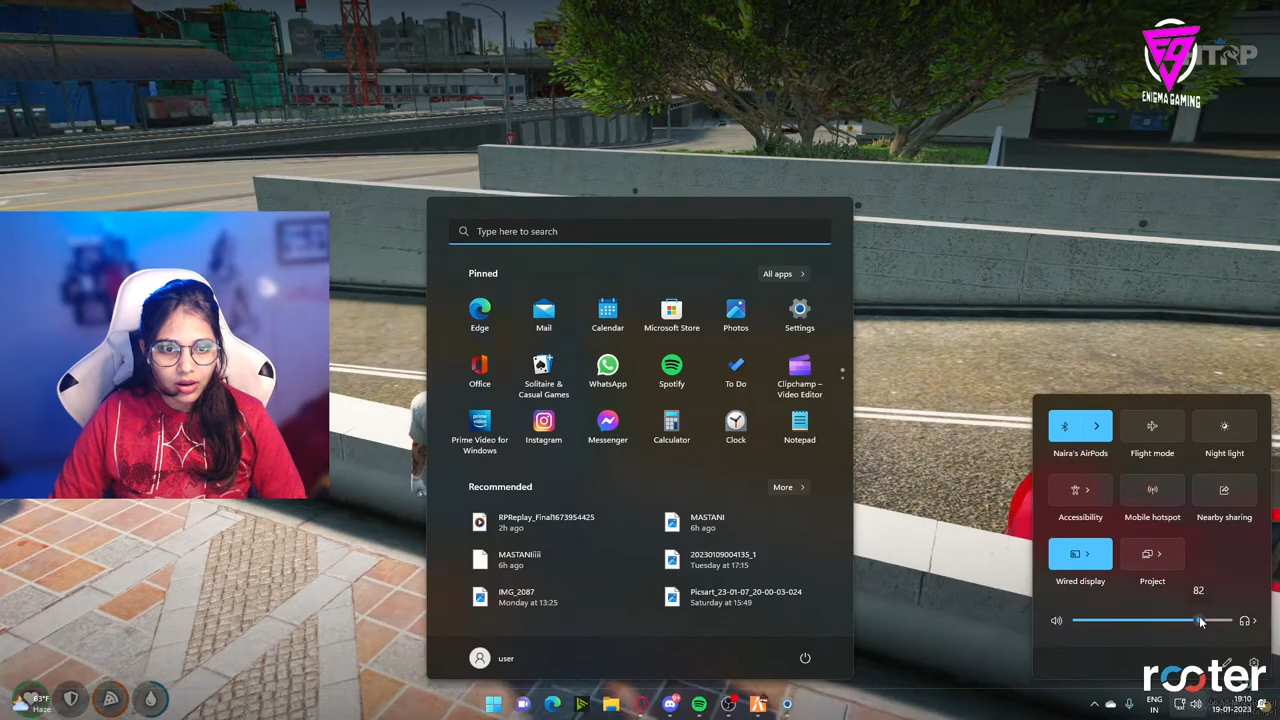 ENIGMA GAMING
Type here to search
Pinned
All apps
Edge
Mail
Calendar
Microsoft Store
Photos
Settings
Office
Solitaire &
Casual Games
WhatsApp
Spotify
To Do
Clipchamp –
Video Editor
Prime Video for
Windows
Instagram
Messenger
Calculator
Clock
Notepad
Recommended
More
RPReplay_Final1673954425
2h ago
MASTANI
6h ago
MASTANIiiii
6h ago
20230109004135_1
Tuesday at 17:15
IMG_2087
Monday at 13:25
Picsart_23-01-07_20-00-03-024
Saturday at 15:49
user
Naira's AirPods
Flight mode
Night light
Accessibility
Mobile hotspot
Nearby sharing
Wired display
Project
82
rooter
63°F
Haze
9+
ENG
IN
19:10
19-01-2023